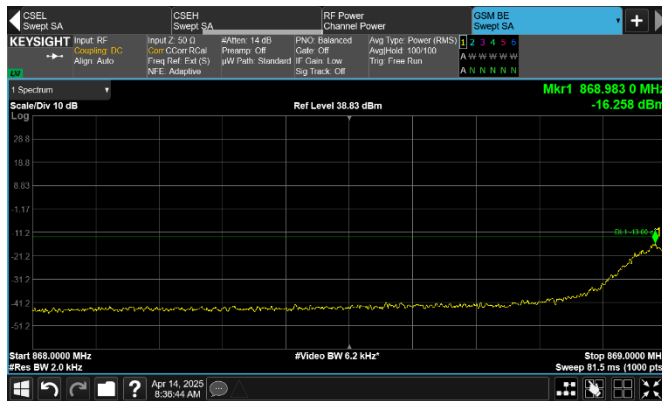 CSEL
Swept SA
CSEH
Swept SA
RF Power
Channel Power
GSM BE
Swept SA
KEYSIGHT
Input: RF
Coupling: DC
Align: Auto
Input Z: 50 Ω
Corr CCorr RCal
Freq Ref: Ext (S)
NFE: Adaptive
#Atten: 14 dB
Preamp: Off
µW Path: Standard
PNO: Balanced
Gate: Off
IF Gain: Low
Sig Track: Off
Avg Type: Power (RMS)
Avg|Hold: 100/100
Trig: Free Run
1 2 3 4 5 6
A W W W W W
A N N N N N
1 Spectrum
Scale/Div 10 dB
Ref Level 38.83 dBm
Mkr1 868.983 0 MHz
-16.258 dBm
Log
28.8
18.8
8.83
-1.17
-11.2
DL1 -13.00
-21.2
-31.2
-41.2
-51.2
Start 868.0000 MHz
#Video BW 6.2 kHz*
Stop 869.0000 MHz
#Res BW 2.0 kHz
Sweep 81.5 ms (1000 pts)
Apr 14, 2025
8:36:44 AM